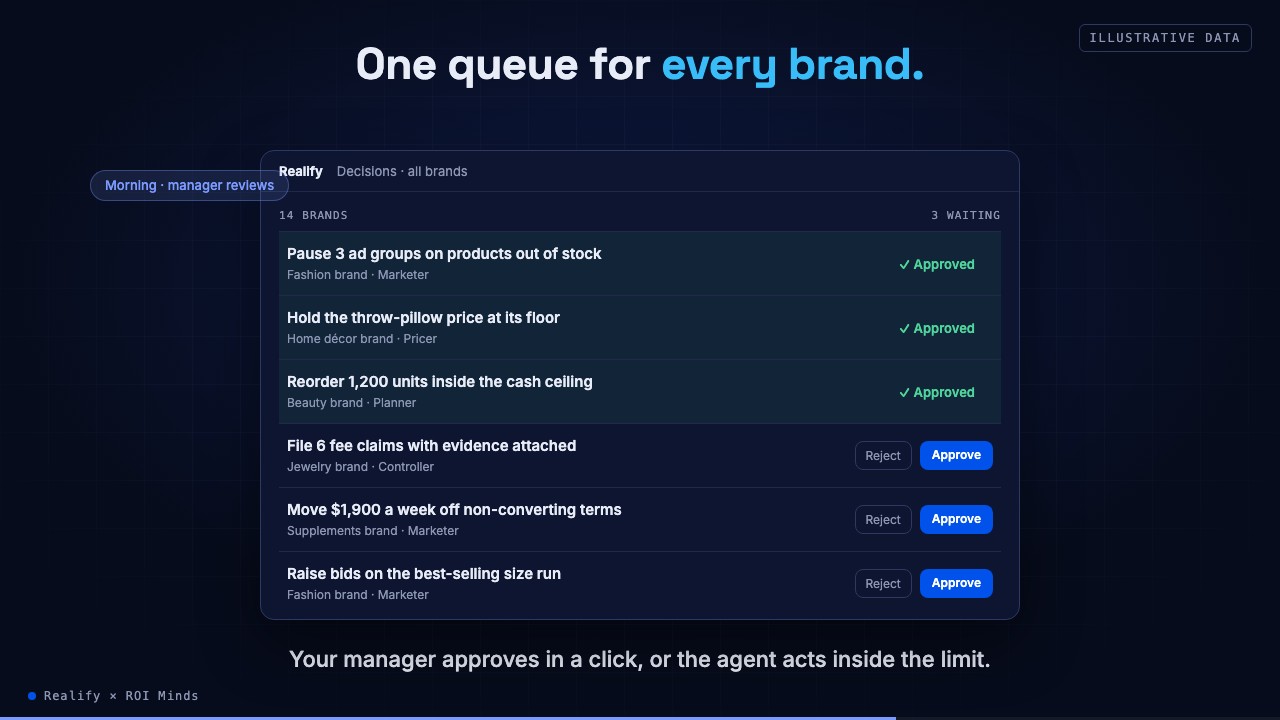 ILLUSTRATIVE DATA
One queue for every brand.
Morning · manager reviews
Realify Decisions · all brands
14 BRANDS 3 WAITING
Pause 3 ad groups on products out of stock
Fashion brand · Marketer
✓ Approved
Hold the throw-pillow price at its floor
Home décor brand · Pricer
✓ Approved
Reorder 1,200 units inside the cash ceiling
Beauty brand · Planner
✓ Approved
File 6 fee claims with evidence attached
Jewelry brand · Controller
Reject Approve
Move $1,900 a week off non-converting terms
Supplements brand · Marketer
Reject Approve
Raise bids on the best-selling size run
Fashion brand · Marketer
Reject Approve
Your manager approves in a click, or the agent acts inside the limit.
Realify × ROI Minds